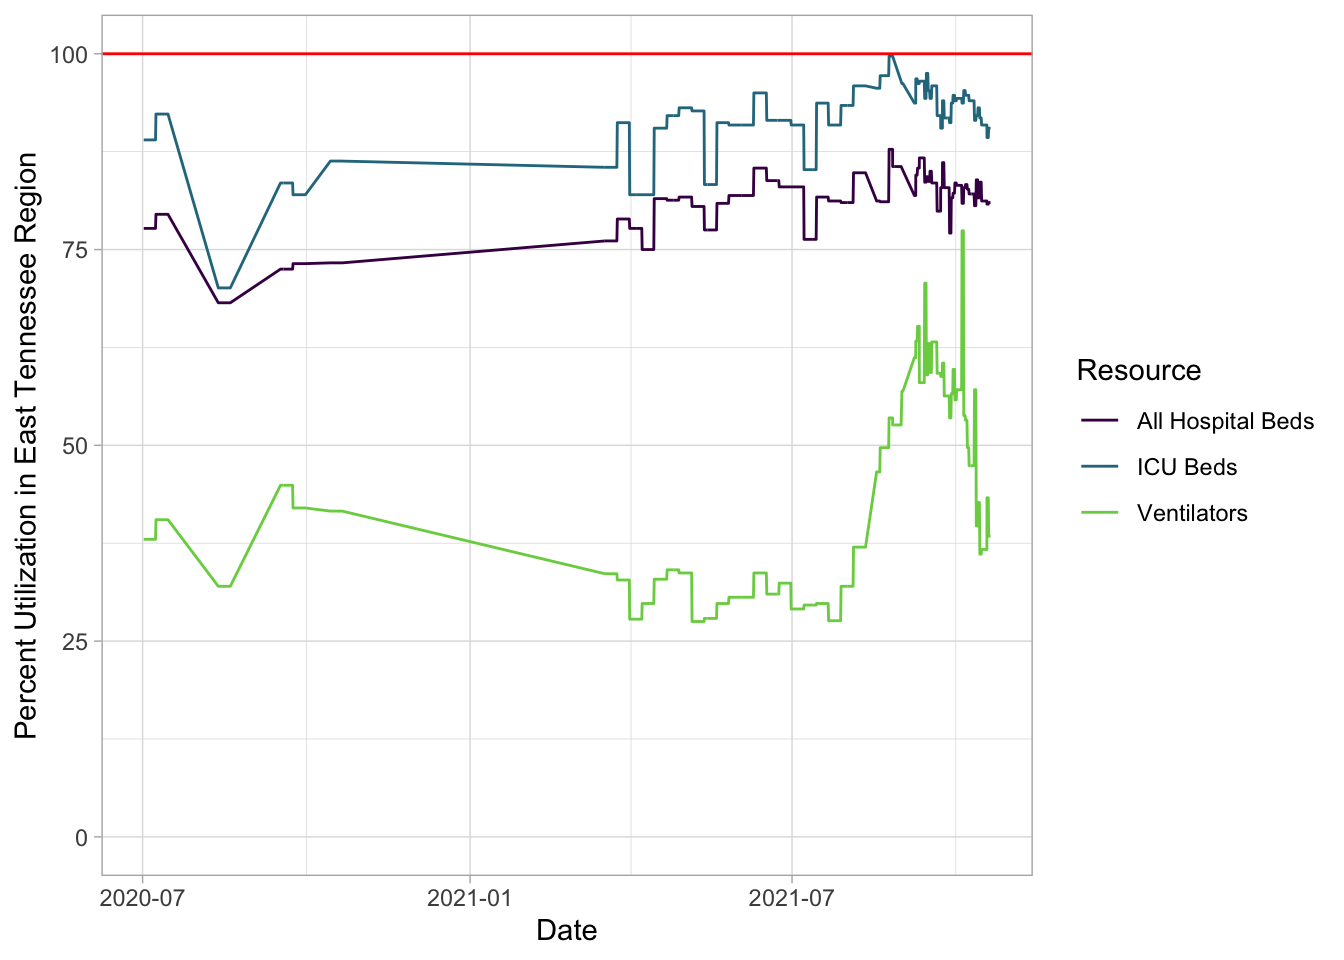 Percent Utilization in East Tennessee Region
100
75
50
25
0
2020-07
2021-01
2021-07
Date
Resource
All Hospital Beds
ICU Beds
Ventilators